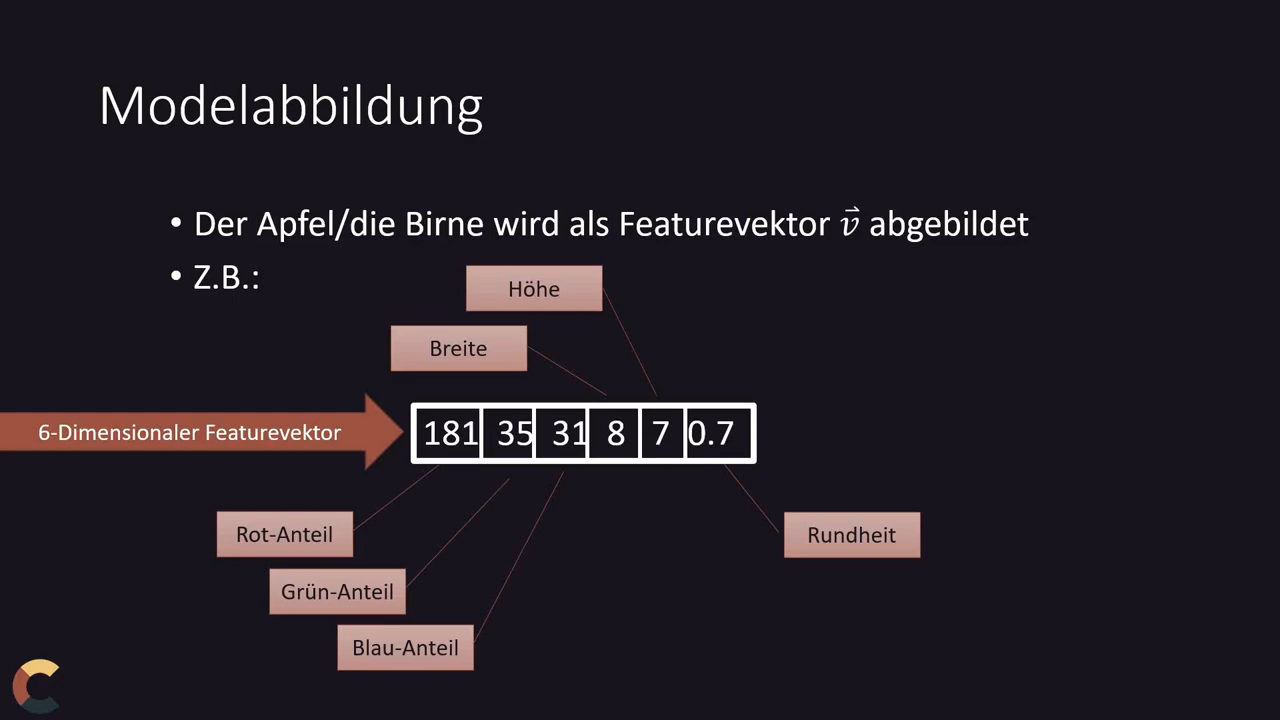 Modelabbildung
• Der Apfel/die Birne wird als Featurevektor v⃗ abgebildet
• Z.B.:
Höhe
Breite
6-Dimensionaler Featurevektor
181 35 31 8 7 0.7
Rot-Anteil
Rundheit
Grün-Anteil
Blau-Anteil